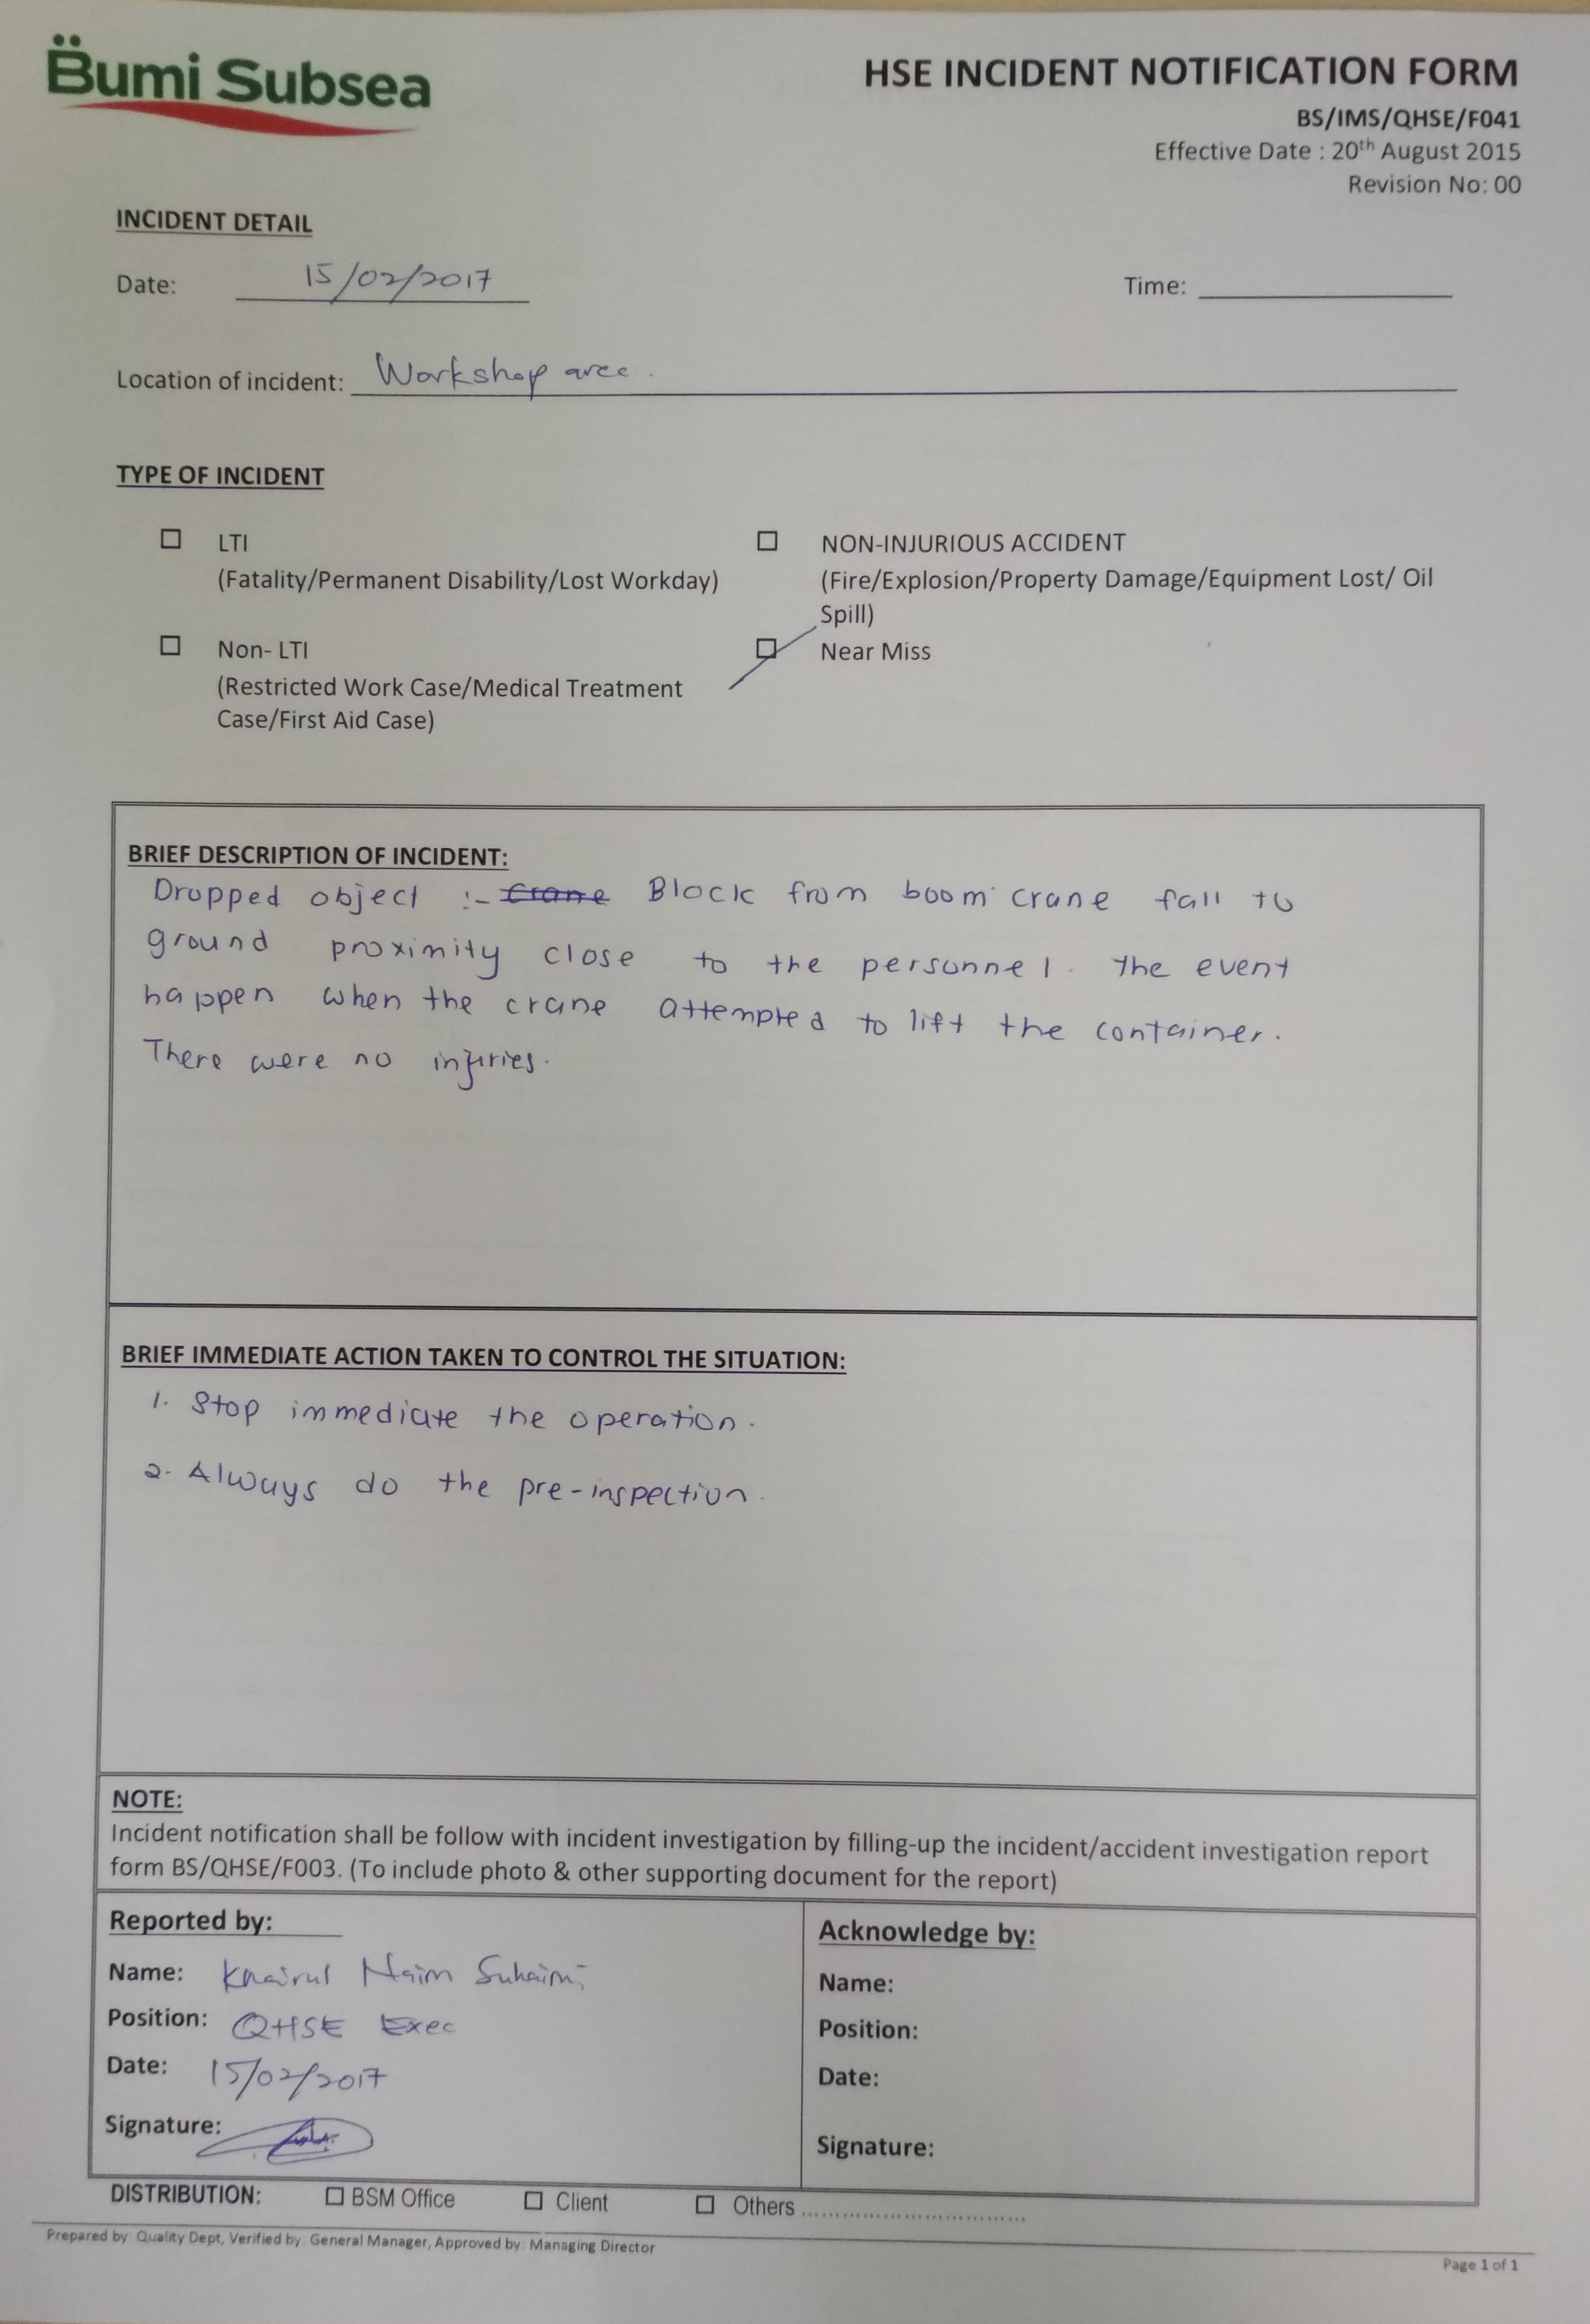 Bumi Subsea
HSE INCIDENT NOTIFICATION FORM
BS/IMS/QHSE/F041
Effective Date : 20th August 2015
Revision No: 00
INCIDENT DETAIL
Date: 15/02/2017 Time:
Location of incident: Workshop area.
TYPE OF INCIDENT
☐ LTI
(Fatality/Permanent Disability/Lost Workday)
☐ NON-INJURIOUS ACCIDENT
(Fire/Explosion/Property Damage/Equipment Lost/ Oil
Spill)
☐ Non- LTI
(Restricted Work Case/Medical Treatment
Case/First Aid Case)
☑ Near Miss
BRIEF DESCRIPTION OF INCIDENT:
Dropped object :- Crane Block from boom crane fall to
ground proximity close to the personnel. The event
happen when the crane attempted to lift the container.
There were no injuries.
BRIEF IMMEDIATE ACTION TAKEN TO CONTROL THE SITUATION:
1. Stop immediate the operation.
2. Always do the pre-inspection.
NOTE:
Incident notification shall be follow with incident investigation by filling-up the incident/accident investigation report
form BS/QHSE/F003. (To include photo & other supporting document for the report)
Reported by:
Name: Khairul Naim Suhaimi
Position: QHSE Exec
Date: 15/02/2017
Signature:
Acknowledge by:
Name:
Position:
Date:
Signature:
DISTRIBUTION: ☐ BSM Office ☐ Client ☐ Others ................................
Prepared by: Quality Dept, Verified by: General Manager, Approved by: Managing Director
Page 1 of 1